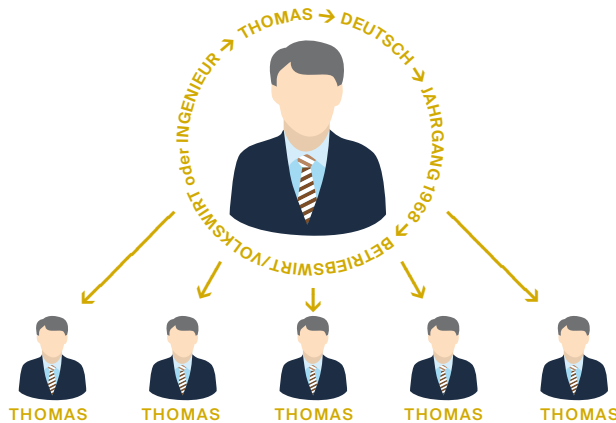 THOMAS → DEUTSCH → JAHRGANG 1968 → BETRIEBSWIRT/VOLKSWIRT oder INGENIEUR →
THOMAS THOMAS THOMAS THOMAS THOMAS